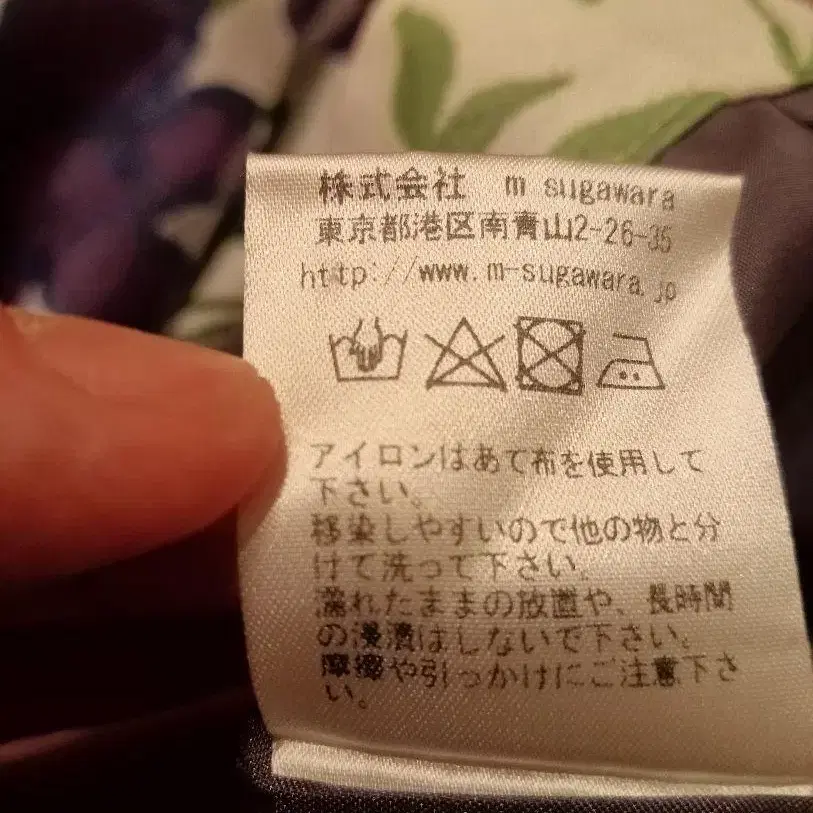 株式会社　m sugawara
東京都港区南青山2-26-35
http://www.m-sugawara.jp
アイロンはあて布を使用して
下さい。
移染しやすいので他の物と分
けて洗って下さい。
濡れたままの放置や、長時間
の浸漬はしないで下さい。
摩擦や引っかけにご注意下さ
い。